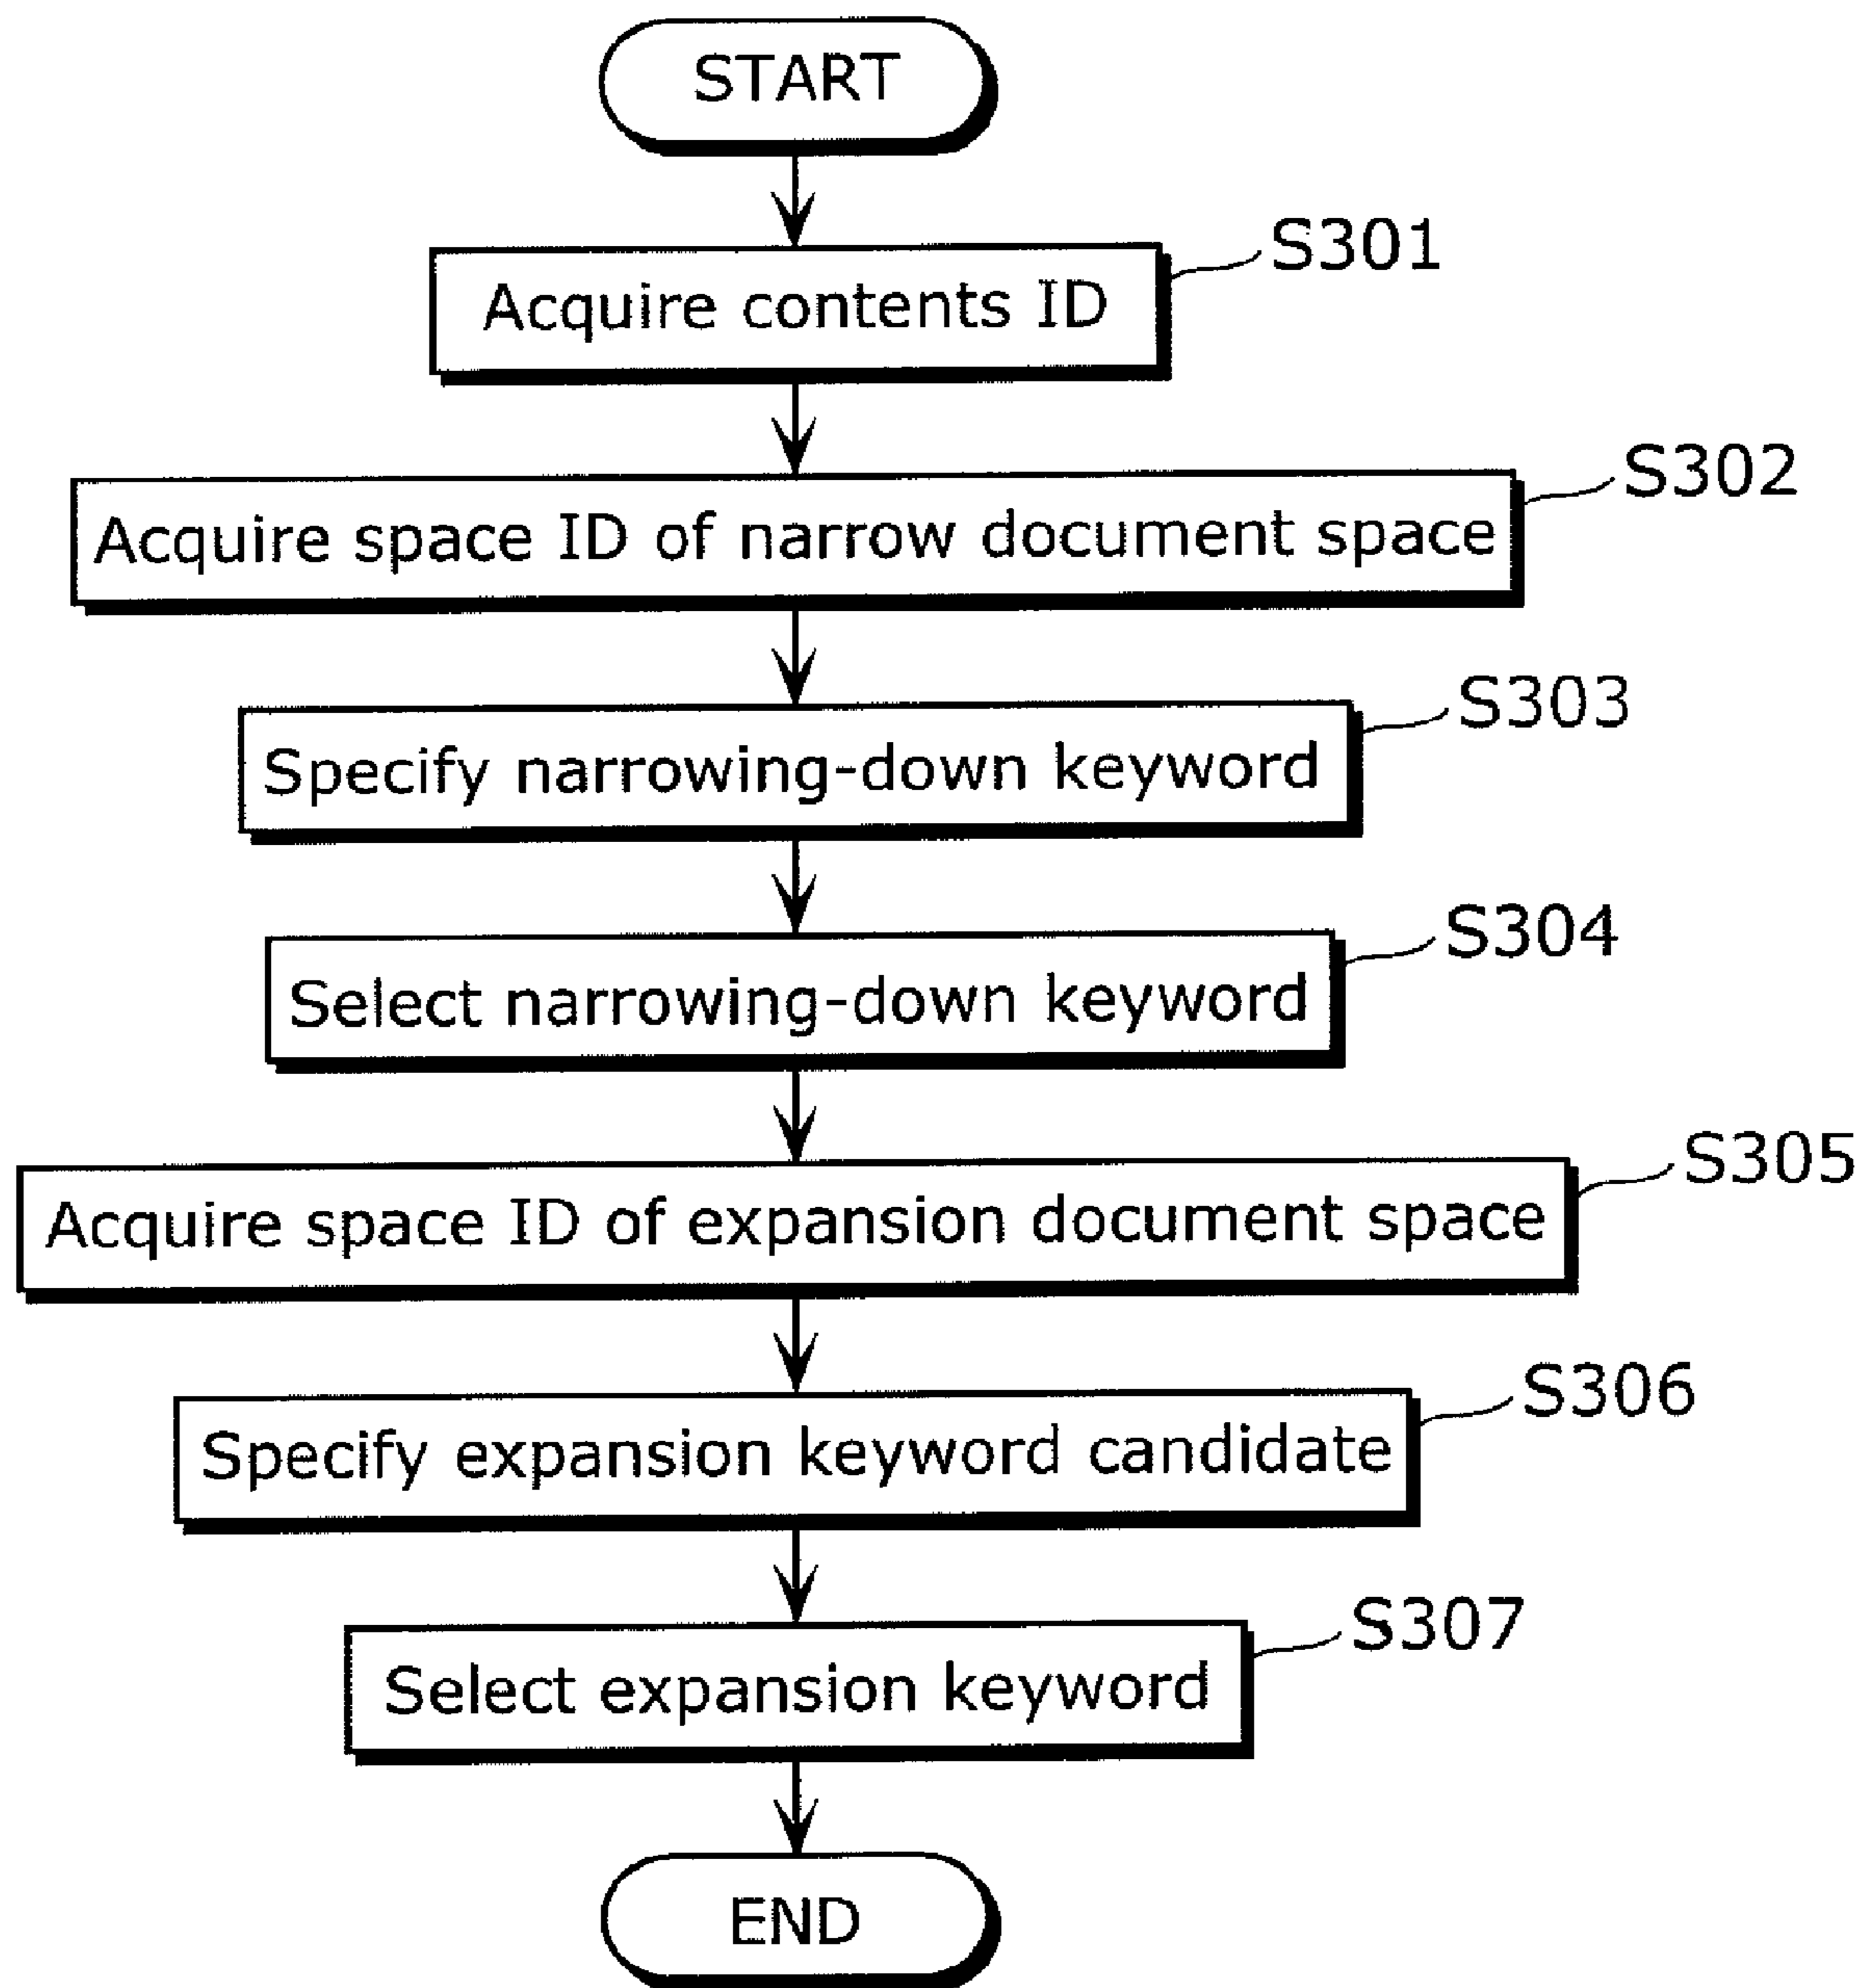 START
S301
Acquire contents ID
S302
Acquire space ID of narrow document space
S303
Specify narrowing-down keyword
S304
Select narrowing-down keyword
S305
Acquire space ID of expansion document space
S306
Specify expansion keyword candidate
S307
Select expansion keyword
END